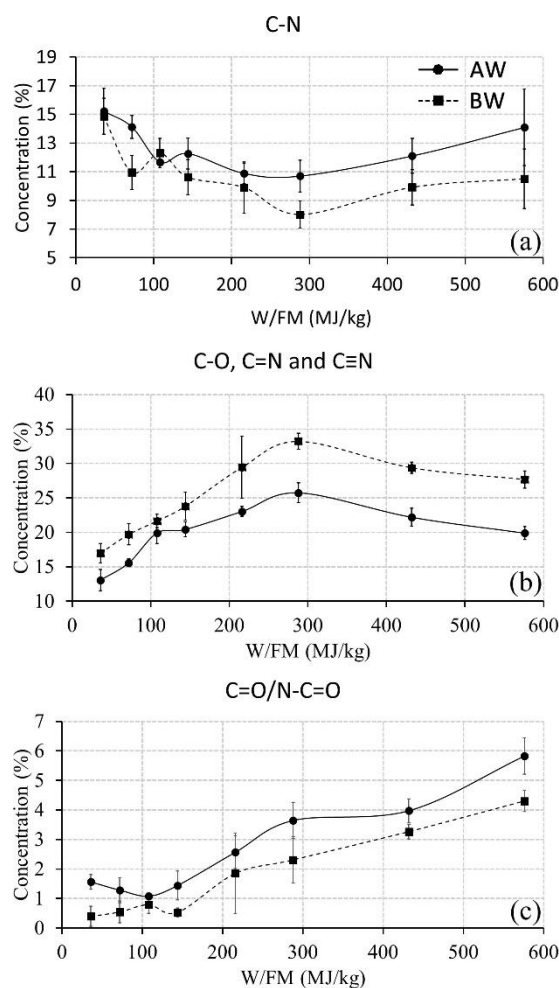 C-N
Concentration (%)
19
17
15
13
11
9
7
5
AW
BW
(a)
0 100 200 300 400 500 600
W/FM (MJ/kg)
C-O, C=N and C≡N
Concentration (%)
40
35
30
25
20
15
10
(b)
0 100 200 300 400 500 600
W/FM (MJ/kg)
C=O/N-C=O
Concentration (%)
7
6
5
4
3
2
1
0
(c)
0 100 200 300 400 500 600
W/FM (MJ/kg)